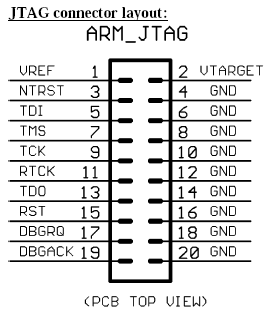 JTAG connector layout:
ARM_JTAG
VREF 1 2 VTARGET
NTRST 3 4 GND
TDI 5 6 GND
TMS 7 8 GND
TCK 9 10 GND
RTCK 11 12 GND
TDO 13 14 GND
RST 15 16 GND
DBGRQ 17 18 GND
DBGACK 19 20 GND
(PCB TOP VIEW)